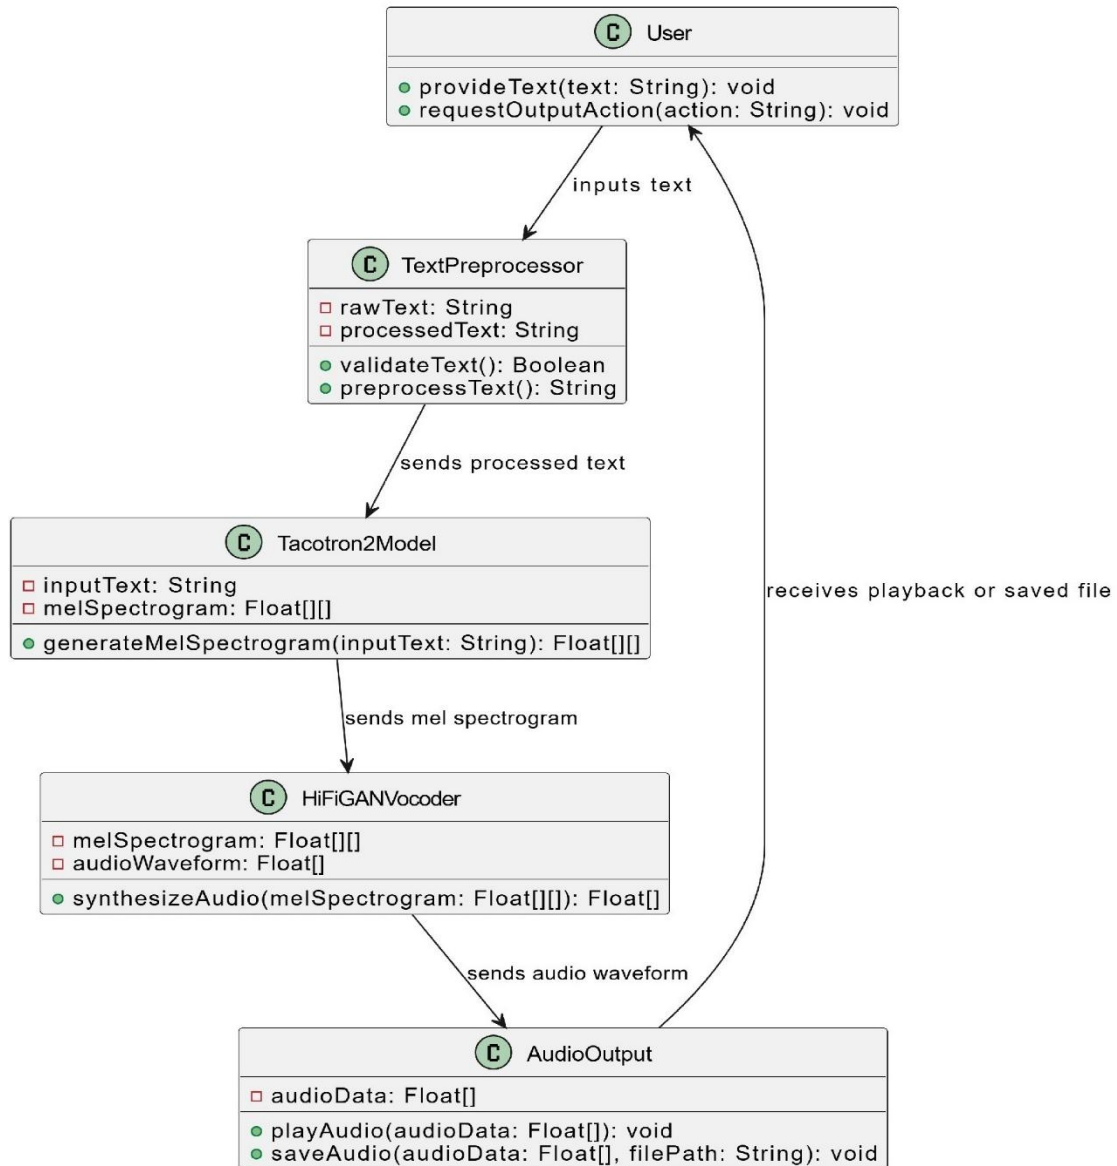 C User
provideText(text: String): void
requestOutputAction(action: String): void
inputs text
C TextPreprocessor
rawText: String
processedText: String
validateText(): Boolean
preprocessText(): String
sends processed text
C Tacotron2Model
inputText: String
melSpectrogram: Float[][]
generateMelSpectrogram(inputText: String): Float[][]
receives playback or saved file
sends mel spectrogram
C HiFiGANVocoder
melSpectrogram: Float[][]
audioWaveform: Float[]
synthesizeAudio(melSpectrogram: Float[][]): Float[]
sends audio waveform
C AudioOutput
audioData: Float[]
playAudio(audioData: Float[]): void
saveAudio(audioData: Float[], filePath: String): void